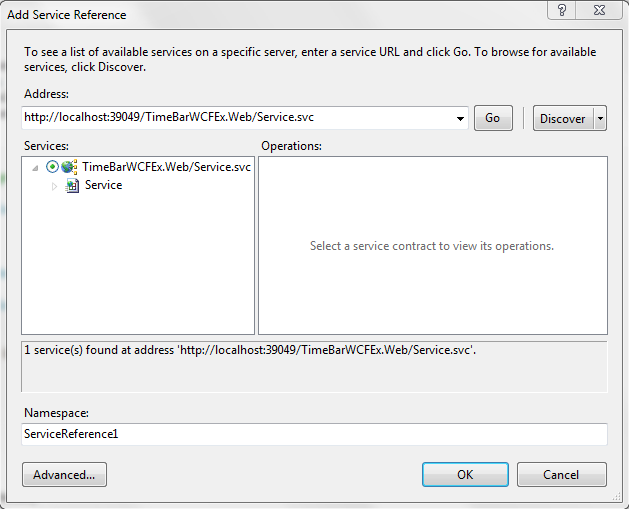 Add Service Reference
To see a list of available services on a specific server, enter a service URL and click Go. To browse for available
services, click Discover.
Address:
http://localhost:39049/TimeBarWCFEx.Web/Service.svc
Go
Discover
Services:
Operations:
TimeBarWCFEx.Web/Service.svc
Service
Select a service contract to view its operations.
1 service(s) found at address 'http://localhost:39049/TimeBarWCFEx.Web/Service.svc'.
Namespace:
ServiceReference1
Advanced...
OK
Cancel